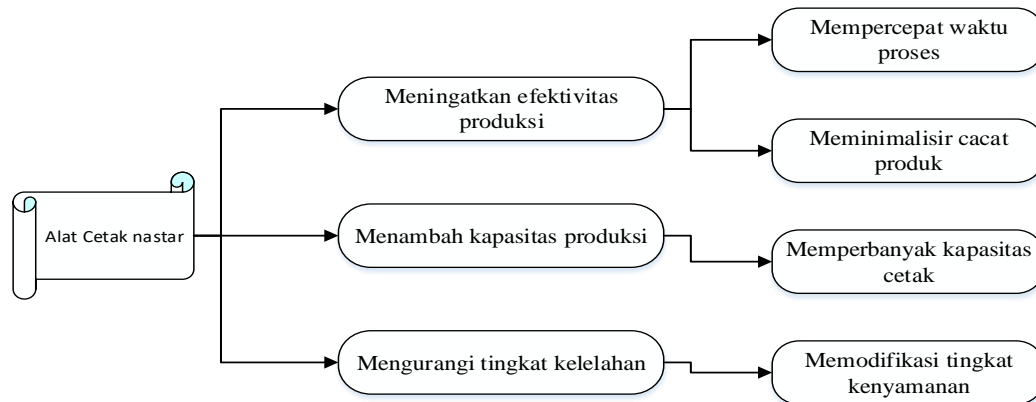 Alat Cetak nastar
Meningatkan efektivitas
produksi
Mempercepat waktu
proses
Meminimalisir cacat
produk
Menambah kapasitas produksi
Memperbanyak kapasitas
cetak
Mengurangi tingkat kelelahan
Memodifikasi tingkat
kenyamanan